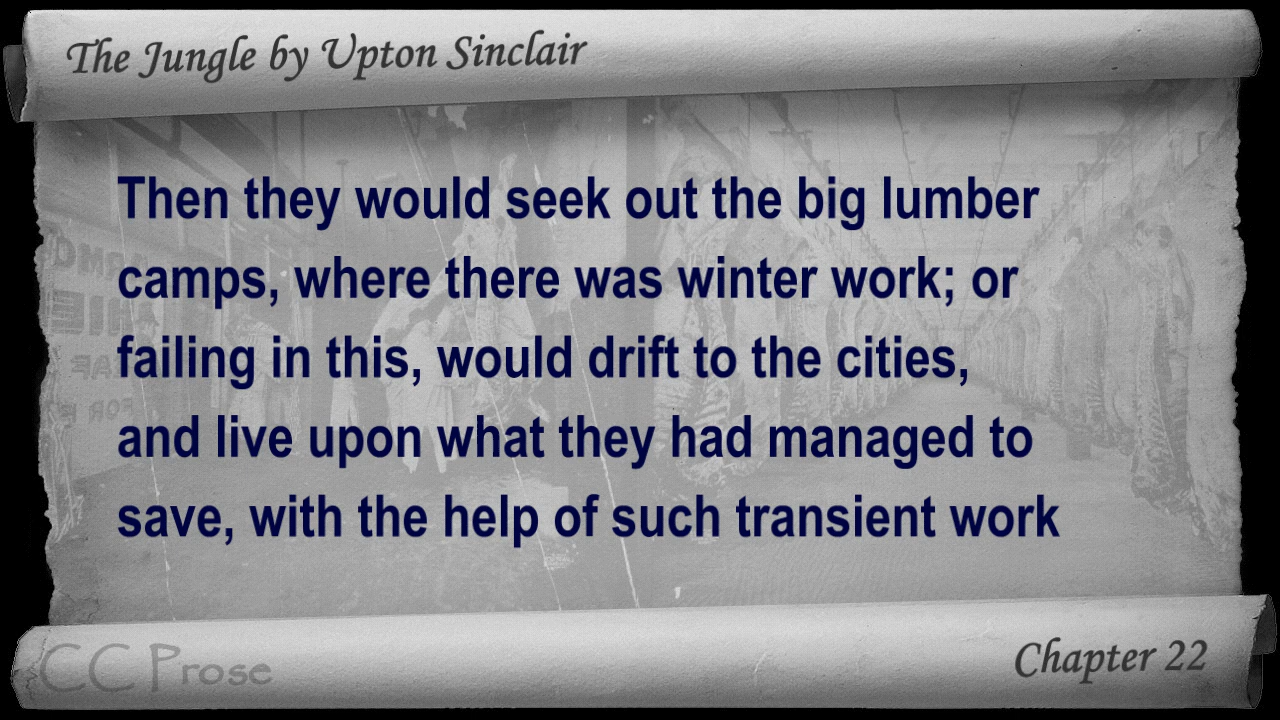 The Jungle by Upton Sinclair
Then they would seek out the big lumber
camps, where there was winter work; or
failing in this, would drift to the cities,
and live upon what they had managed to
save, with the help of such transient work
CC Prose
Chapter 22